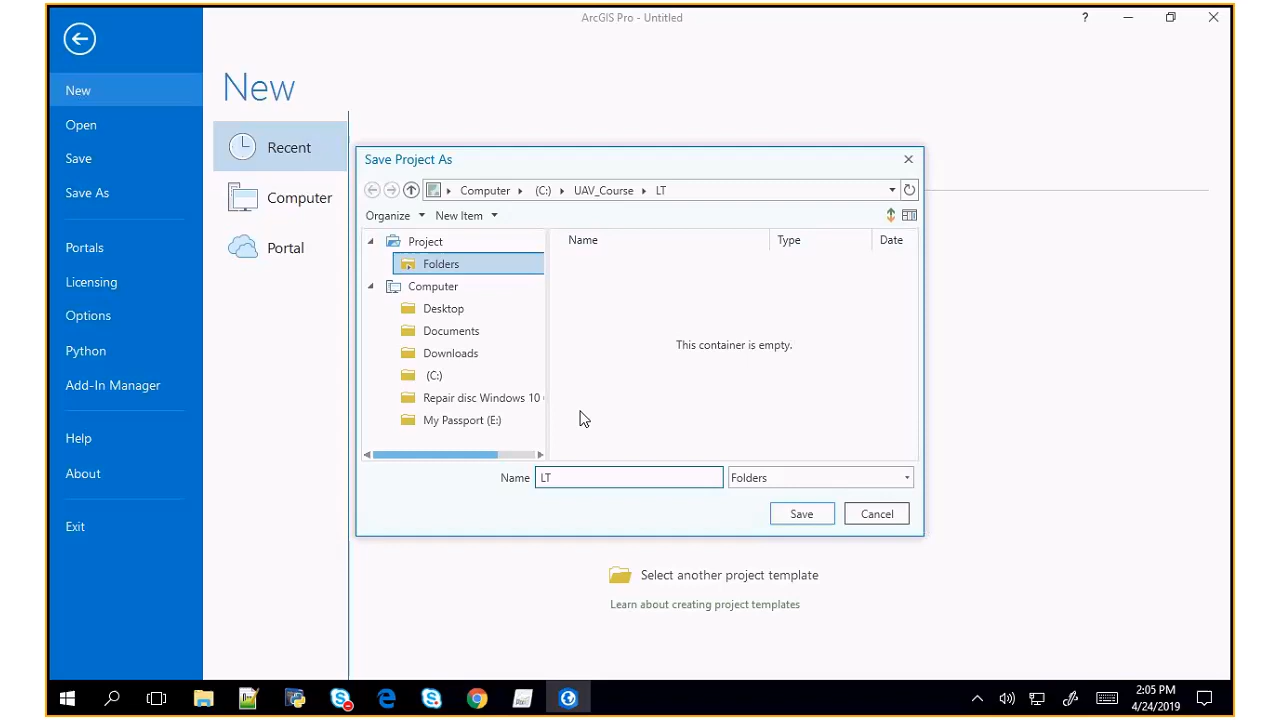 ArcGIS Pro - Untitled
?
New
Open
Save
Save As
Portals
Licensing
Options
Python
Add-In Manager
Help
About
Exit
New
Recent
Computer
Portal
Save Project As
Computer (C:) UAV_Course LT
Organize New Item
Project
Folders
Computer
Desktop
Documents
Downloads
(C:)
Repair disc Windows 10
My Passport (E:)
Name Type Date
This container is empty.
Name LT Folders
Save Cancel
Select another project template
Learn about creating project templates
2:05 PM
4/24/2019